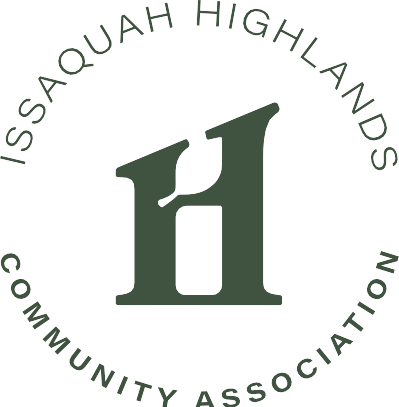 ISSAQUAH HIGHLANDS
H
COMMUNITY ASSOCIATION